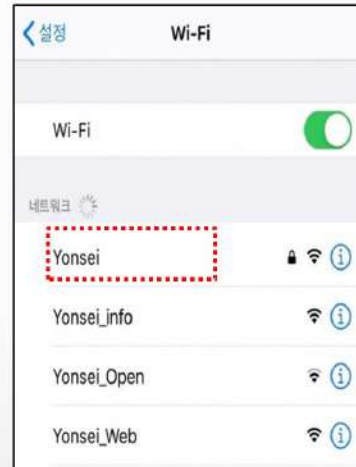 설정 Wi-Fi
Wi-Fi
네트워크
Yonsei
Yonsei_info
Yonsei_Open
Yonsei_Web